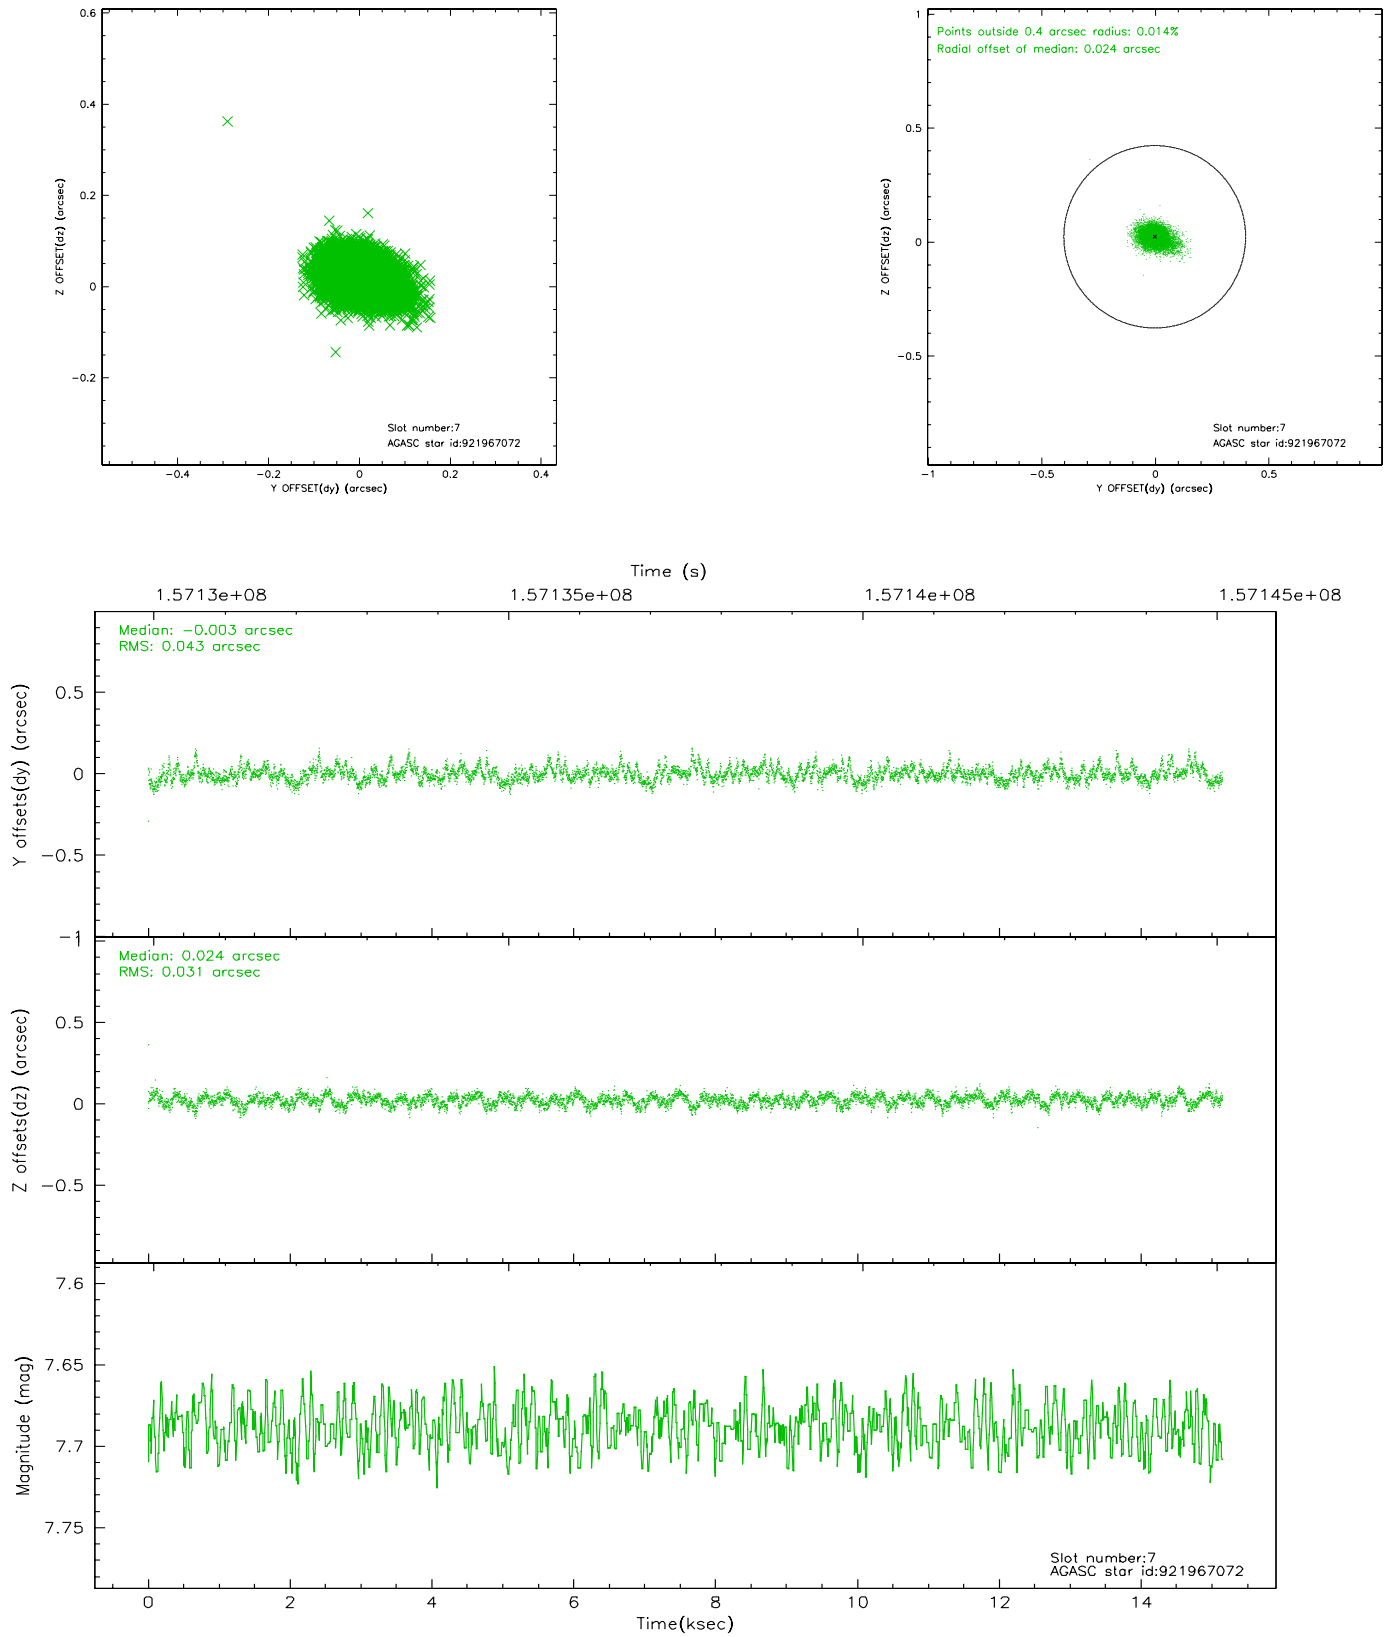 0.6
0.4
0.2
0
-0.2
Z OFFSET(dz) (arcsec)
Slot number:7
AGASC star id:921967072
-0.4 -0.2 0 0.2 0.4
Y OFFSET(dy) (arcsec)
Points outside 0.4 arcsec radius: 0.014%
Radial offset of median: 0.024 arcsec
1
0.5
0
-0.5
Z OFFSET(dz) (arcsec)
Slot number:7
AGASC star id:921967072
-1 -0.5 0 0.5
Y OFFSET(dy) (arcsec)
Time (s)
1.5713e+08 1.57135e+08 1.5714e+08 1.57145e+08
Median: -0.003 arcsec
RMS: 0.043 arcsec
0.5
0
-0.5
-1
Y offsets(dy) (arcsec)
Median: 0.024 arcsec
RMS: 0.031 arcsec
1
0.5
0
-0.5
Z offsets(dz) (arcsec)
7.6
7.65
7.7
7.75
Magnitude (mag)
Slot number:7
AGASC star id:921967072
0 2 4 6 8 10 12 14
Time(ksec)